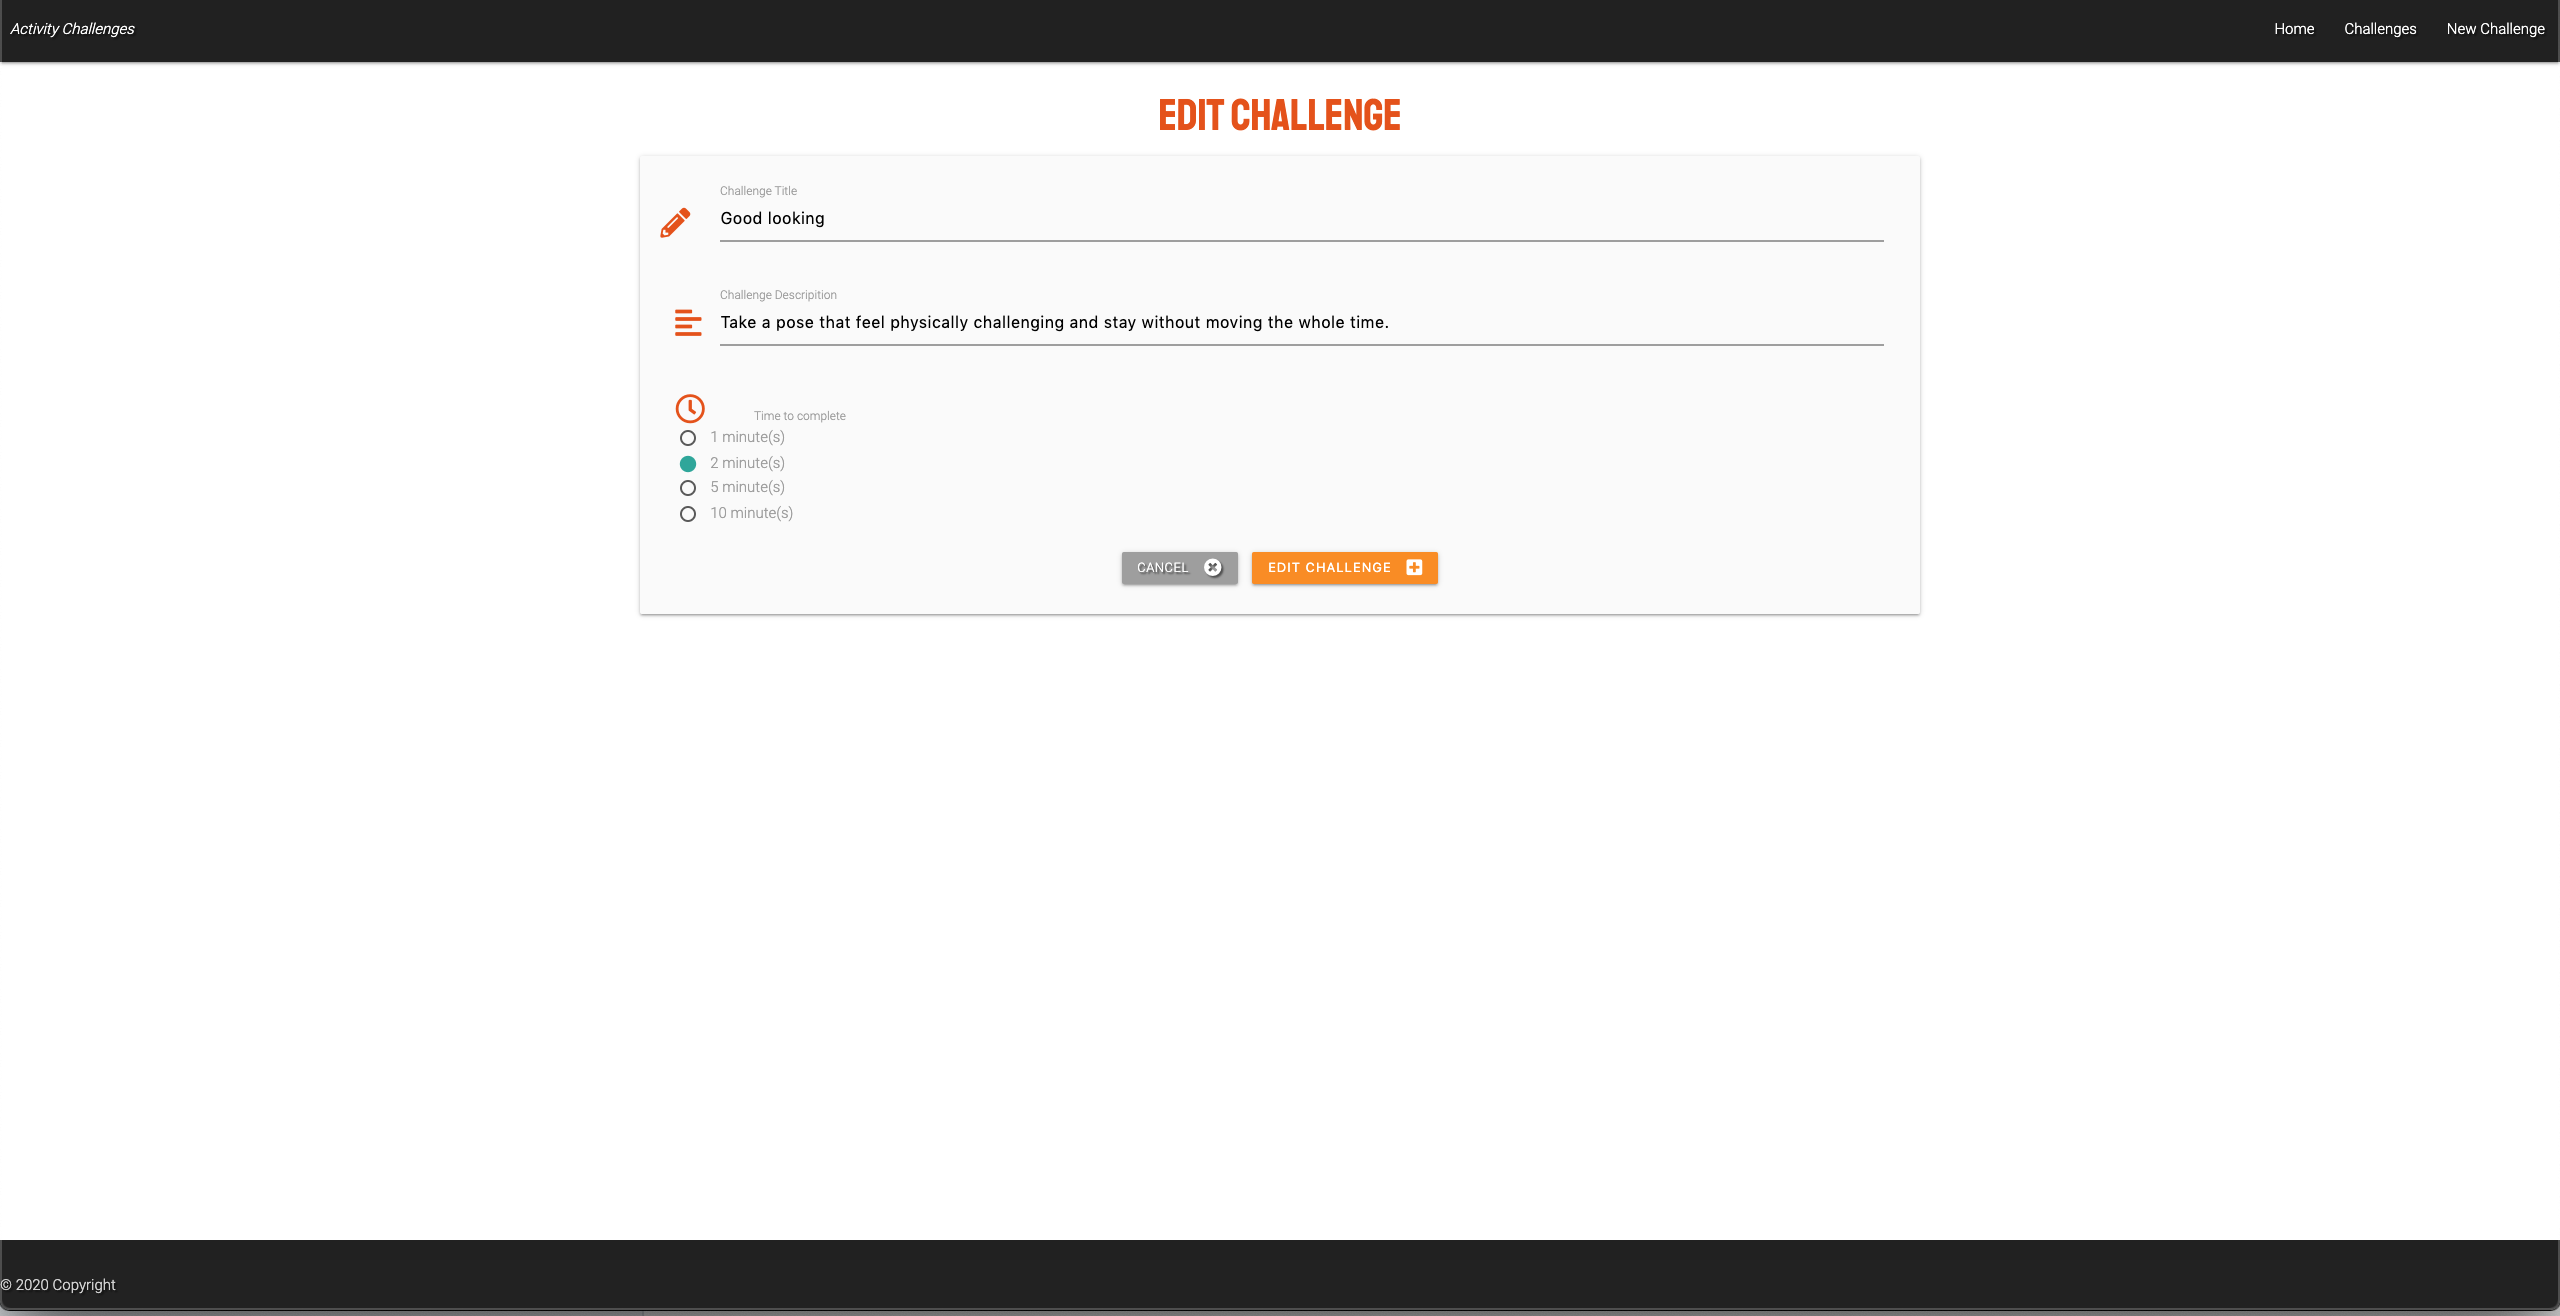 Activity Challenges
Home Challenges New Challenge
EDIT CHALLENGE
Challenge Title
Good looking
Challenge Descripition
Take a pose that feel physically challenging and stay without moving the whole time.
Time to complete
1 minute(s)
2 minute(s)
5 minute(s)
10 minute(s)
CANCEL EDIT CHALLENGE
© 2020 Copyright